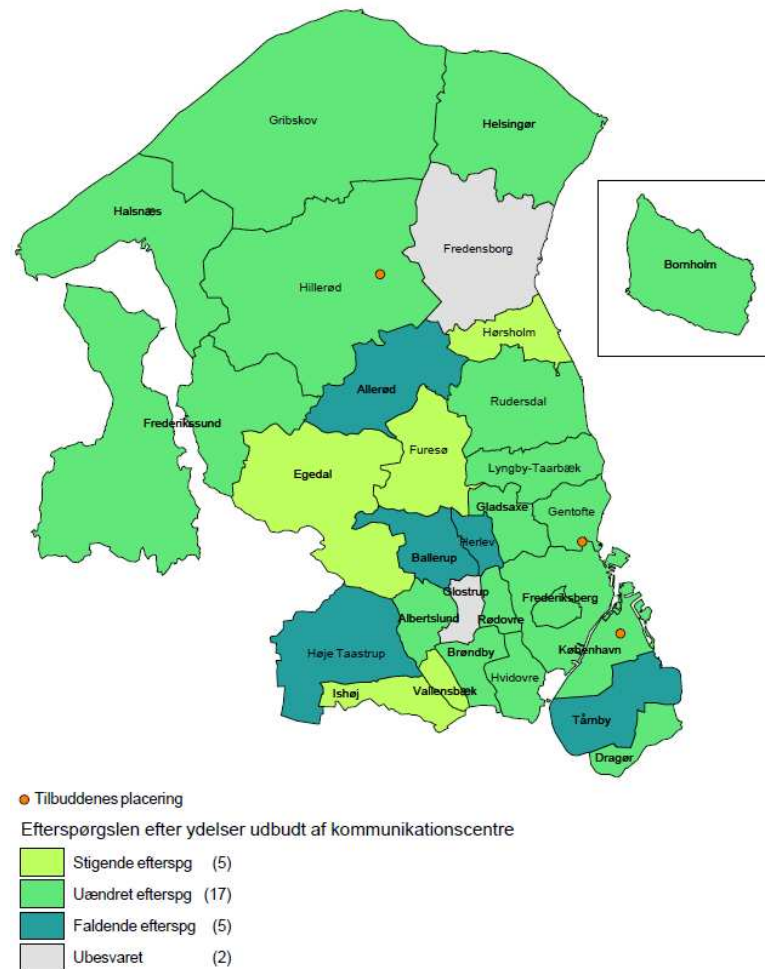 Gribskov
Helsingør
Halsnæs
Fredensborg
Bornholm
Hillerød
Hørsholm
Allerød
Rudersdal
Frederikssund
Furesø
Egedal
Lyngby-Taarbæk
Gladsaxe
Gentofte
Herlev
Ballerup
Glostrup
Frederiksberg
Albertslund
Rødovre
Høje Taastrup
Brøndby
København
Hvidovre
Ishøj
Vallensbæk
Tårnby
Dragør
Tilbuddenes placering
Efterspørgslen efter ydelser udbudt af kommunikationscentre
Stigende efterspg (5)
Uændret efterspg (17)
Faldende efterspg (5)
Ubesvaret (2)